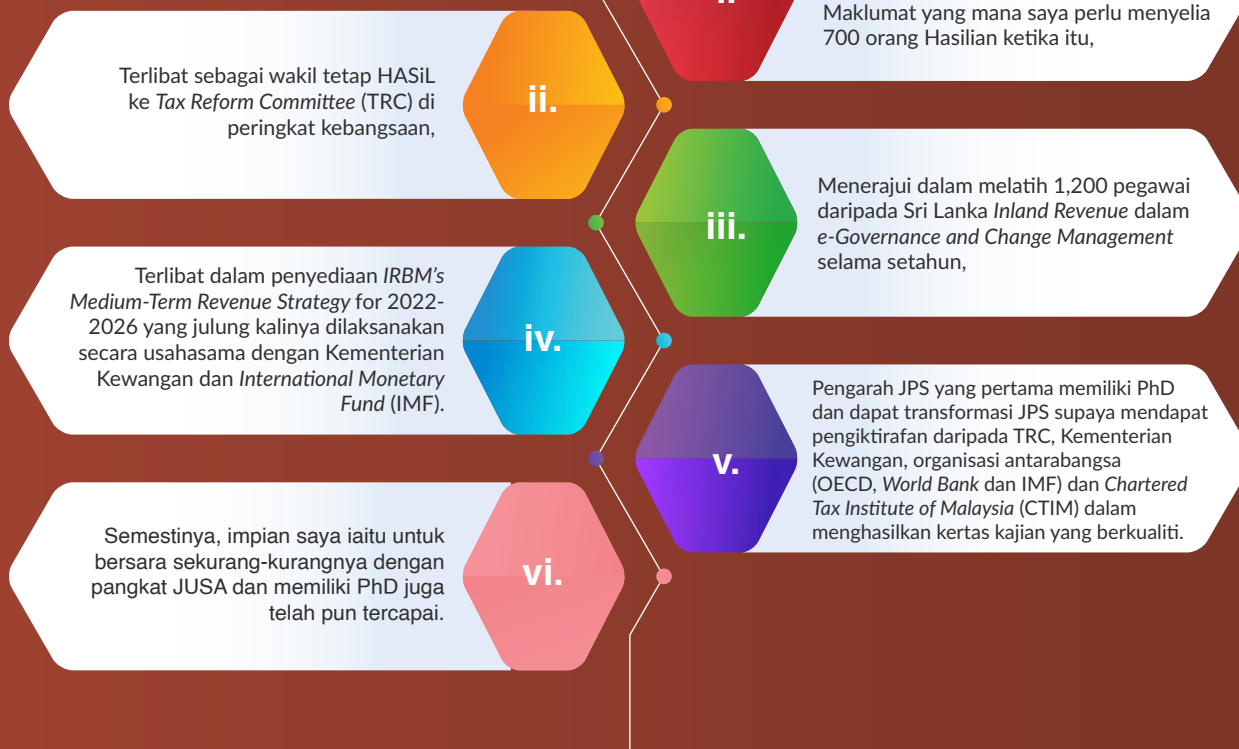 Maklumat yang mana saya perlu menyelia
700 orang Hasilian ketika itu,
ii.
Terlibat sebagai wakil tetap HASiL
ke Tax Reform Committee (TRC) di
peringkat kebangsaan,
iii.
Menerajui dalam melatih 1,200 pegawai
daripada Sri Lanka Inland Revenue dalam
e-Governance and Change Management
selama setahun,
iv.
Terlibat dalam penyediaan IRBM's
Medium-Term Revenue Strategy for 2022-
2026 yang julung kalinya dilaksanakan
secara usahasama dengan Kementerian
Kewangan dan International Monetary
Fund (IMF).
v.
Pengarah JPS yang pertama memiliki PhD
dan dapat transformasi JPS supaya mendapat
pengiktirafan daripada TRC, Kementerian
Kewangan, organisasi antarabangsa
(OECD, World Bank dan IMF) dan Chartered
Tax Institute of Malaysia (CTIM) dalam
menghasilkan kertas kajian yang berkualiti.
vi.
Semestinya, impian saya iaitu untuk
bersara sekurang-kurangnya dengan
pangkat JUSA dan memiliki PhD juga
telah pun tercapai.